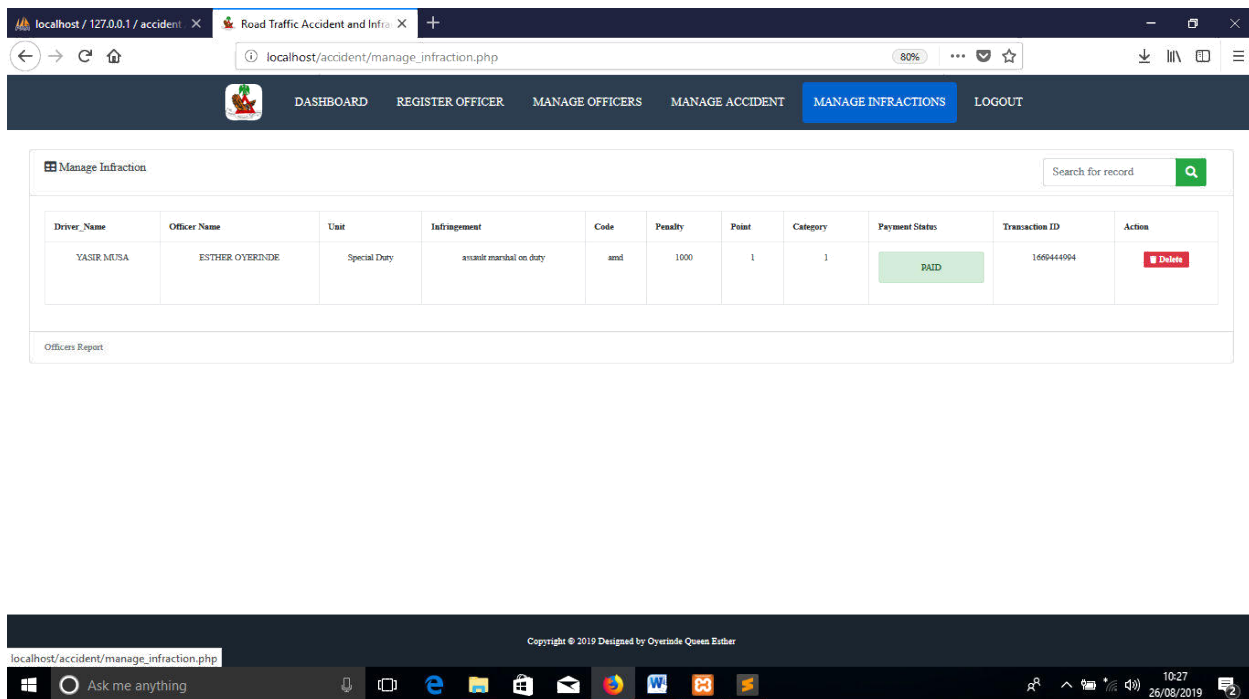 localhost / 127.0.0.1 / accident
Road Traffic Accident and Infra
localhost/accident/manage_infraction.php
80%
DASHBOARD REGISTER OFFICER MANAGE OFFICERS MANAGE ACCIDENT MANAGE INFRACTIONS LOGOUT
Manage Infraction
Search for record
Driver_Name Officer Name Unit Infringement Code Penalty Point Category Payment Status Transaction ID Action
YASIR MUSA ESTHER OYERINDE Special Duty assault marshal on duty amd 1000 1 1 PAID 1669444994 Delete
Officers Report
Copyright © 2019 Designed by Oyerinde Queen Esther
localhost/accident/manage_infraction.php
Ask me anything
10:27
26/08/2019
2